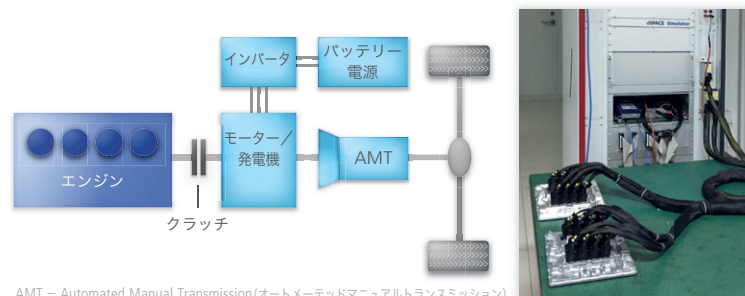 インバータ
バッテリー
電源
モーター／
発電機
AMT
エンジン
クラッチ
AMT – Automated Manual Transmission(オートメーテッドマニュアルトランスミッション)
dSPACE Simulator